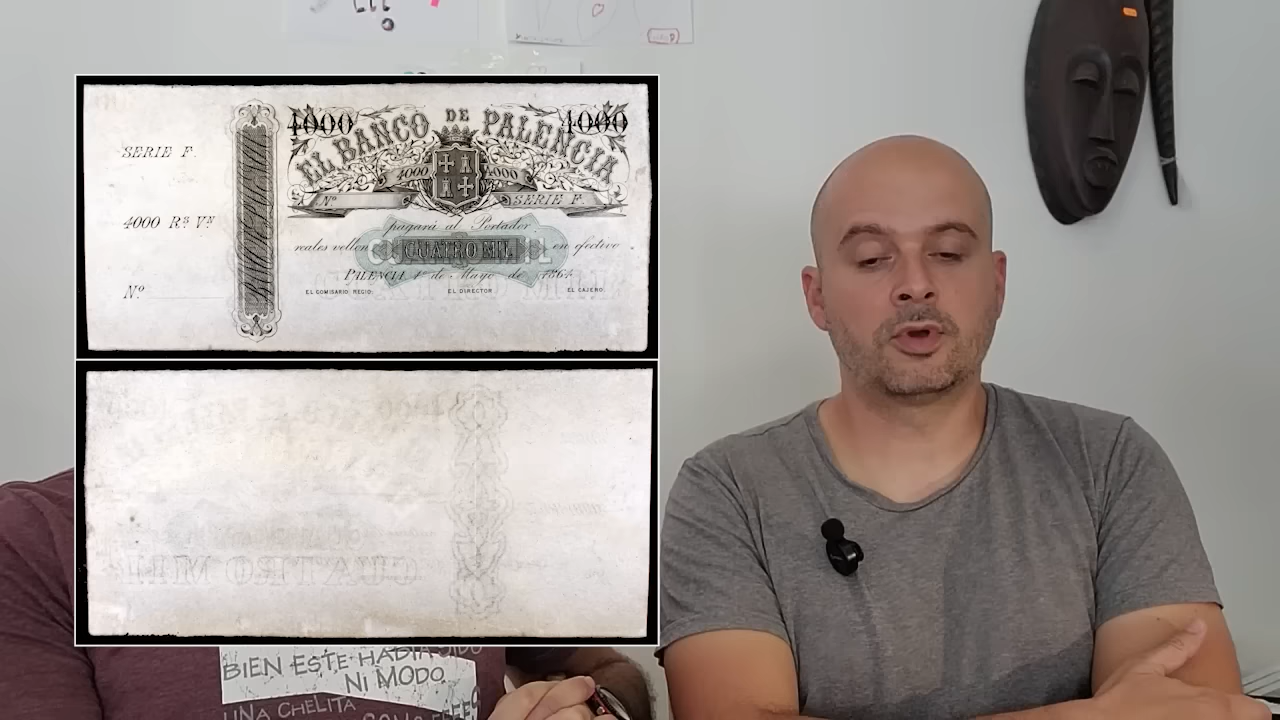 4000 4000
EL BANCO DE PALENCIA
SERIE F.
4000 4000
Nº SERIE F.
4000 Rˢ Vᴺ
pagará al Portador
reales vellon CUATRO MIL en efectivo
PALENCIA 1º de Mayo de 1864
EL COMISARIO REGIO: EL DIRECTOR EL CAJERO
Nº
CUATRO MIL
BIEN ESTE HABIA SIDO
NI MODO.
UNA CHELITA
COMO